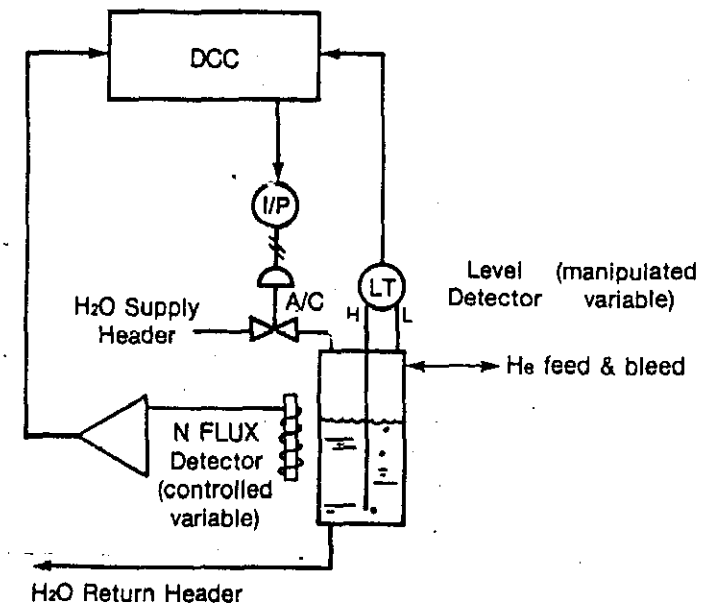 DCC
I/P
LT
Level (manipulated
Detector variable)
A/C
H L
H2O Supply
Header
He feed & bleed
N FLUX
Detector
(controlled
variable)
H2O Return Header